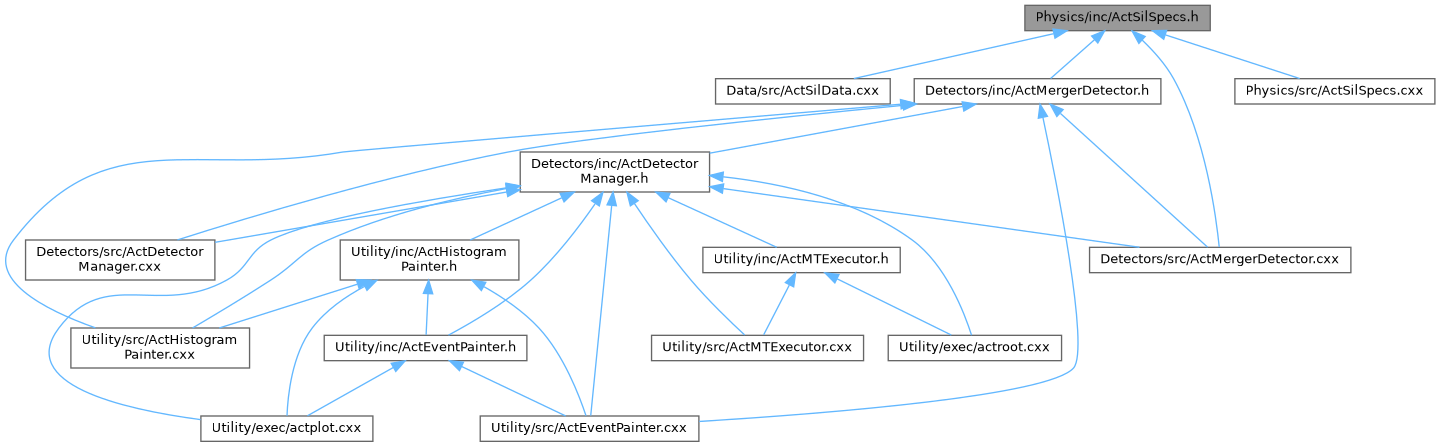 Physics/inc/ActSilSpecs.h
Data/src/ActSilData.cxx
Detectors/inc/ActMergerDetector.h
Physics/src/ActSilSpecs.cxx
Detectors/inc/ActDetector
Manager.h
Detectors/src/ActDetector
Manager.cxx
Utility/inc/ActHistogram
Painter.h
Utility/inc/ActMTExecutor.h
Detectors/src/ActMergerDetector.cxx
Utility/src/ActHistogram
Painter.cxx
Utility/inc/ActEventPainter.h
Utility/src/ActMTExecutor.cxx
Utility/exec/actroot.cxx
Utility/exec/actplot.cxx
Utility/src/ActEventPainter.cxx